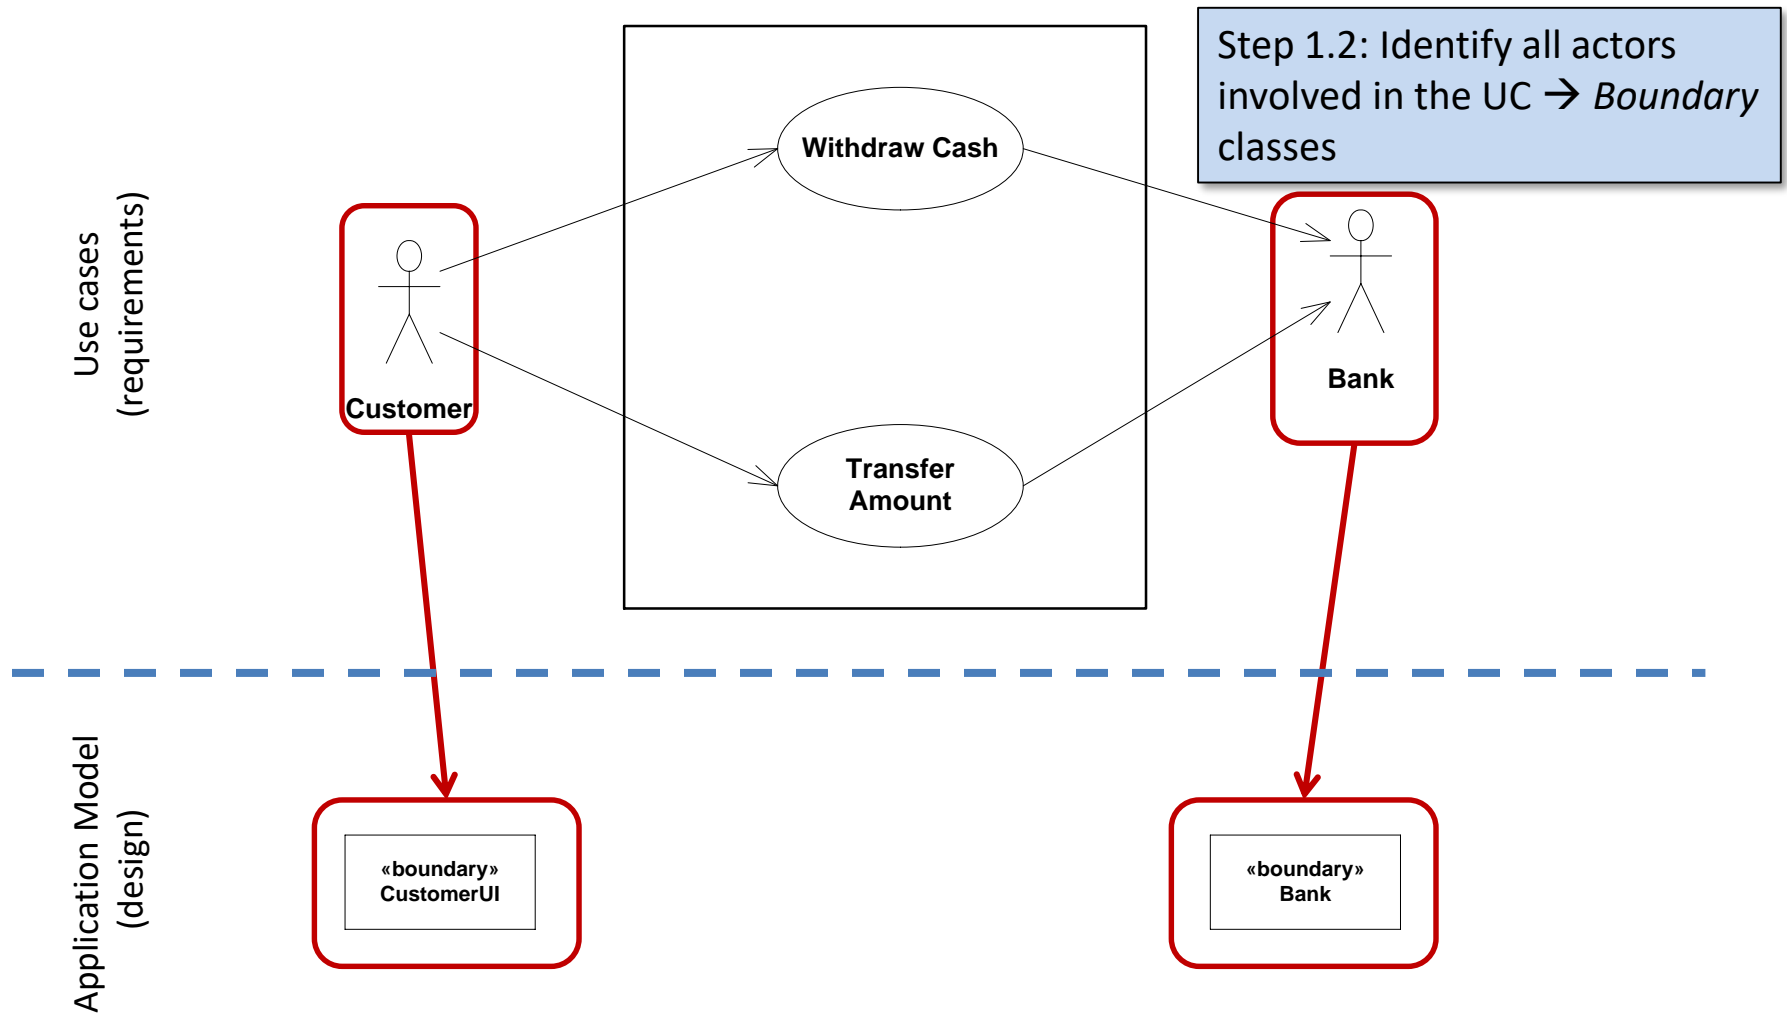 Step 1.2: Identify all actors
involved in the UC → Boundary
classes
Use cases
(requirements)
Withdraw Cash
Customer
Bank
Transfer
Amount
Application Model
(design)
«boundary»
CustomerUI
«boundary»
Bank